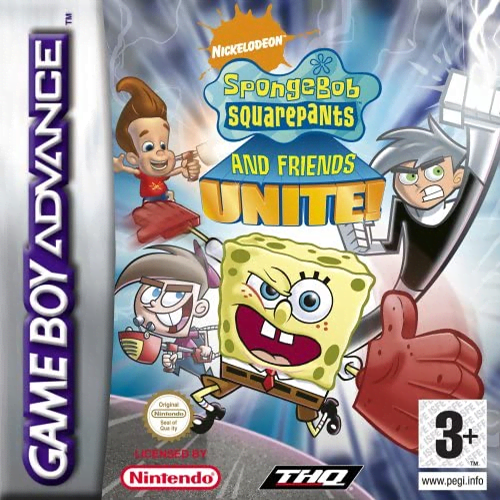 GAME BOY ADVANCE
NICKELODEON
SpongeBob
SQUAREPANTS
AND FRIENDS
UNITE!
Original
Nintendo
Seal of
Quality
LICENSED BY
Nintendo
THQ
3+
TM
www.pegi.info